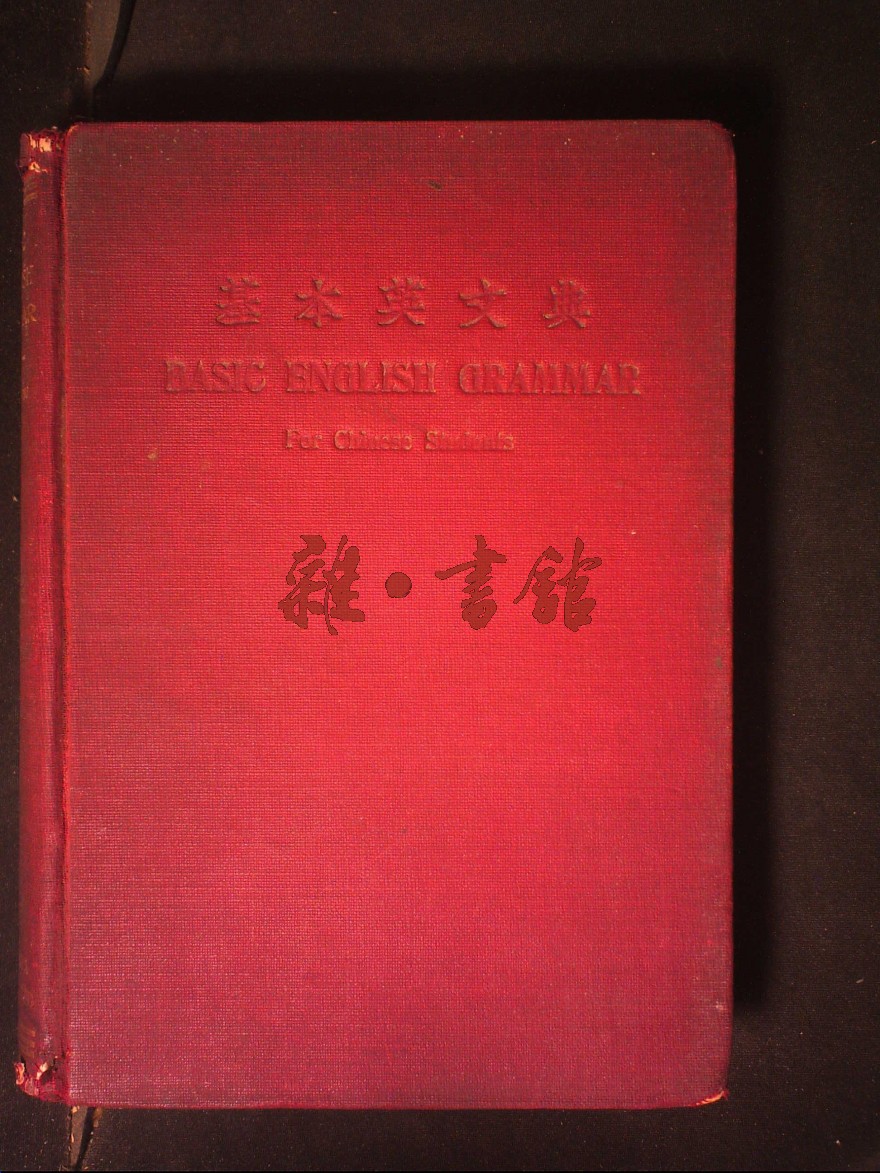 基本英文典
BASIC ENGLISH GRAMMAR
For Chinese Students
雜·書館